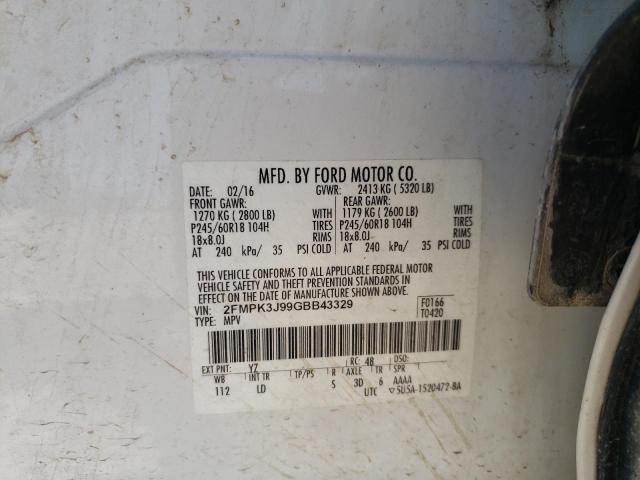 MFD. BY FORD MOTOR CO.
DATE: 02/16 GVWR: 2413 KG ( 5320 LB)
FRONT GAWR: REAR GAWR:
1270 KG ( 2800 LB) WITH 1179 KG ( 2600 LB) WITH
P245/60R18 104H TIRES P245/60R18 104H TIRES
18x8.0J RIMS 18x8.0J RIMS
AT 240 kPa/ 35 PSI COLD AT 240 kPa/ 35 PSI COLD
THIS VEHICLE CONFORMS TO ALL APPLICABLE FEDERAL MOTOR
VEHICLE SAFETY AND THEFT PREVENTION STANDARDS IN
EFFECT ON THE DATE OF MANUFACTURE SHOWN ABOVE.
VIN: 2FMPK3J99GBB43329 F0166
TYPE: MPV T0420
EXT PNT: YZ RC: 48 DSO:
WB INT TR TP/PS R AXLE TR SPR
112 LD S 3D 6 AAAA
UTC ▽5U5A-1520472-BA